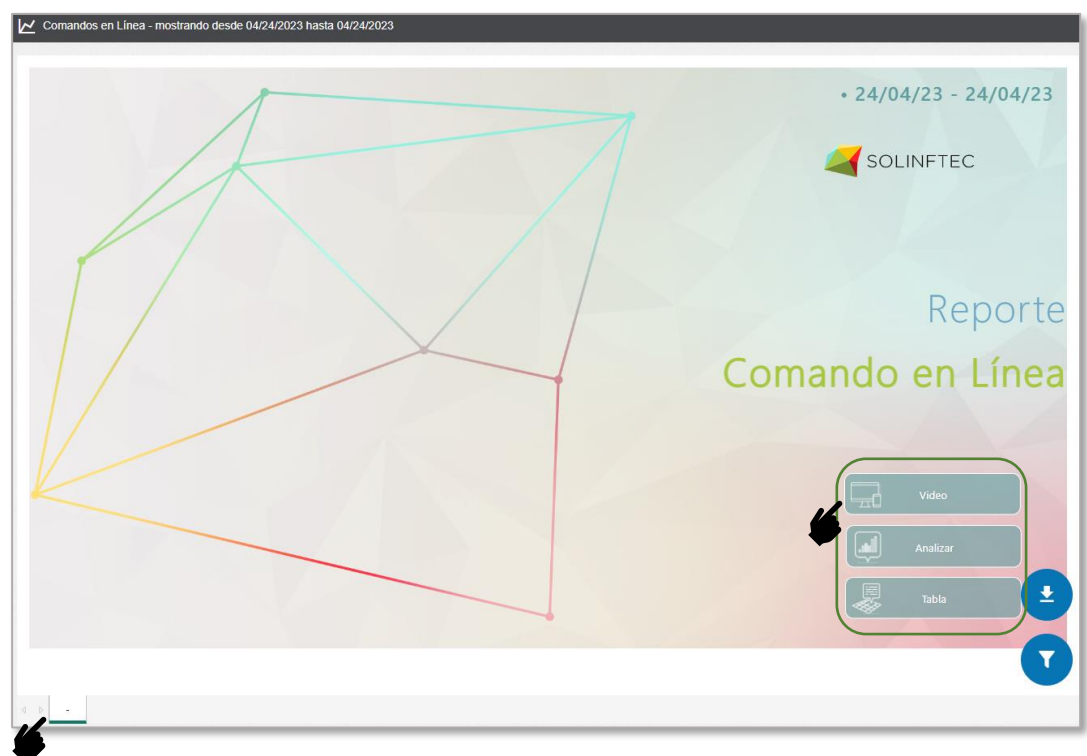 Comandos en Línea - mostrando desde 04/24/2023 hasta 04/24/2023
• 24/04/23 - 24/04/23
SOLINFTEC
Reporte
Comando en Línea
Video
Analizar
Tabla
-